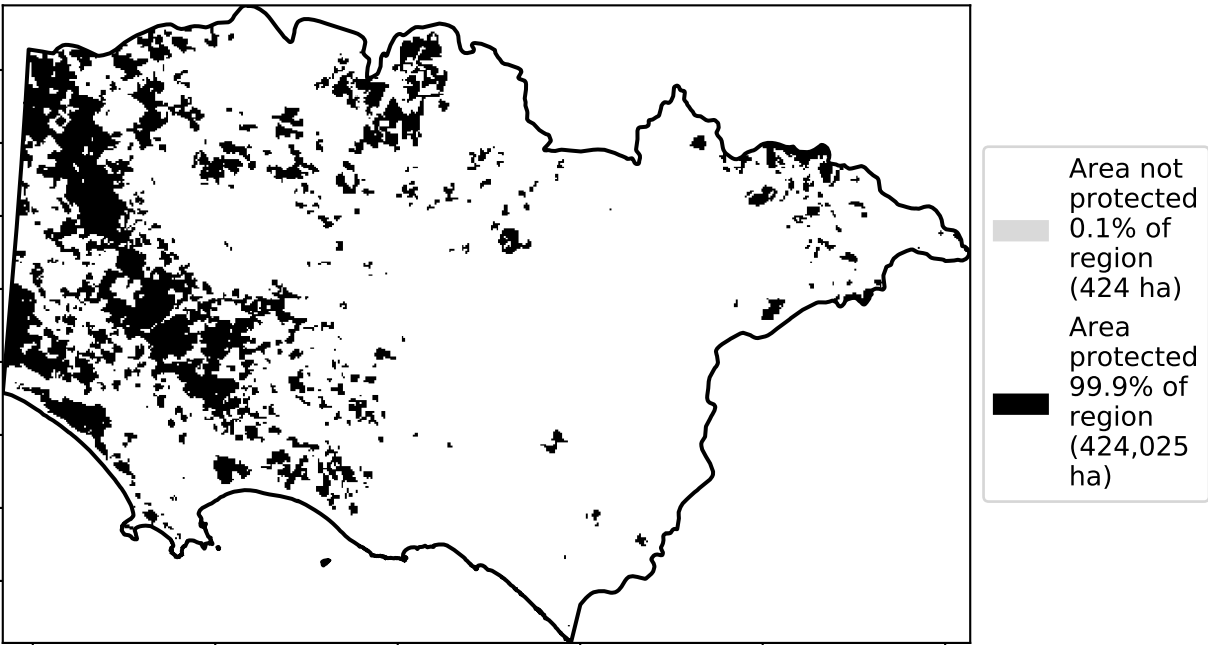 Area not
protected
0.1% of
region
(424 ha)
Area
protected
99.9% of
region
(424,025
ha)